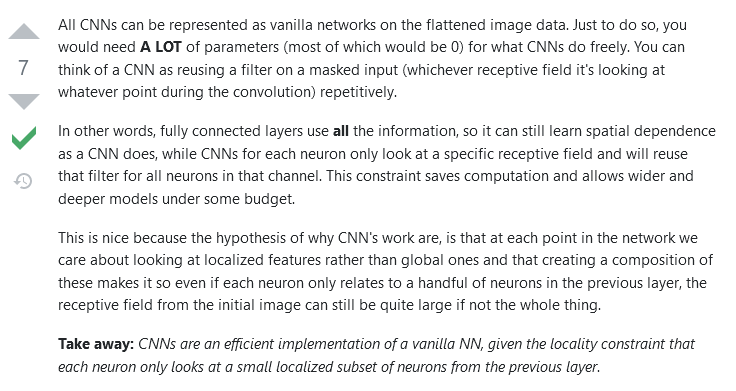 All CNNs can be represented as vanilla networks on the flattened image data. Just to do so, you
would need A LOT of parameters (most of which would be 0) for what CNNs do freely. You can
7
think of a CNN as reusing a filter on a masked input (whichever receptive field it's looking at
whatever point during the convolution) repetitively.
In other words, fully connected layers use all the information, so it can still learn spatial dependence
as a CNN does, while CNNs for each neuron only look at a specific receptive field and will reuse
that filter for all neurons in that channel. This constraint saves computation and allows wider and
deeper models under some budget.
This is nice because the hypothesis of why CNN's work are, is that at each point in the network we
care about looking at localized features rather than global ones and that creating a composition of
these makes it so even if each neuron only relates to a handful of neurons in the previous layer, the
receptive field from the initial image can still be quite large if not the whole thing.
Take away: CNNs are an efficient implementation of a vanilla NN, given the locality constraint that
each neuron only looks at a small localized subset of neurons from the previous layer.